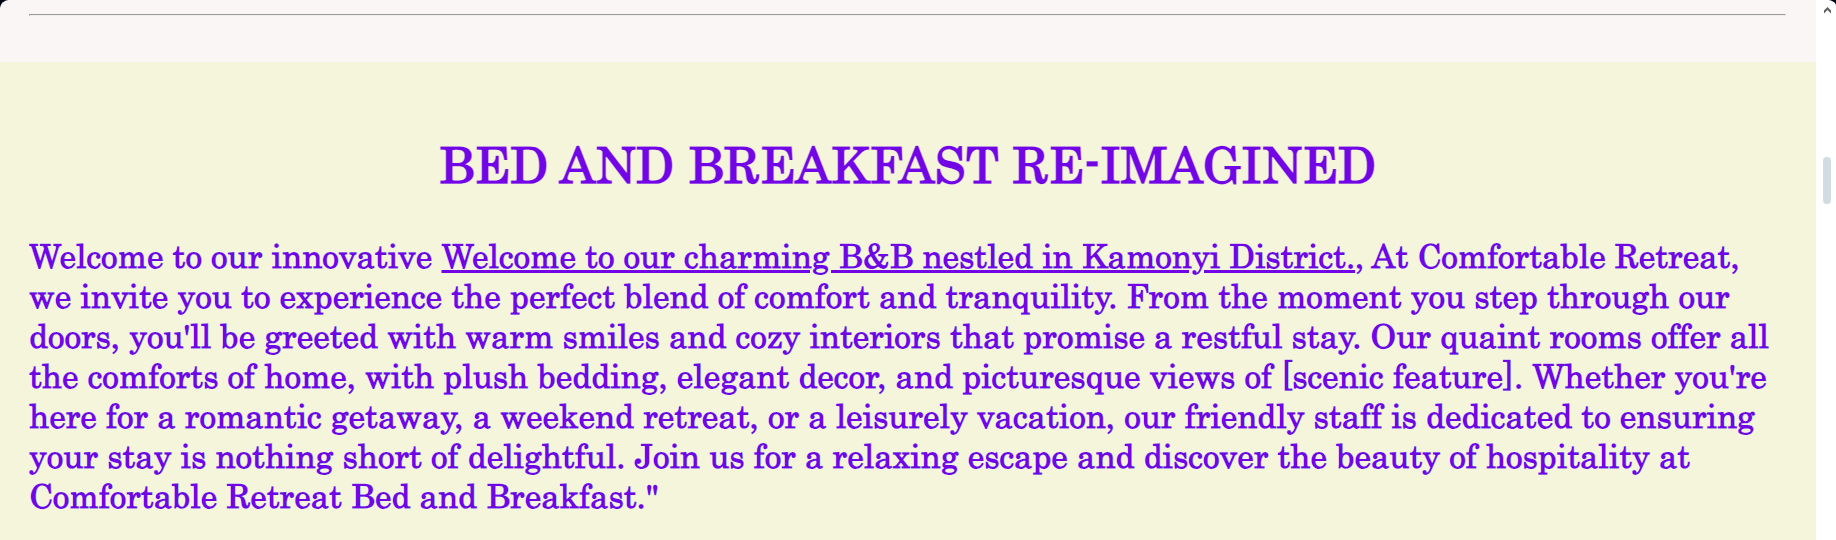 BED AND BREAKFAST RE-IMAGINED
Welcome to our innovative Welcome to our charming B&B nestled in Kamonyi District., At Comfortable Retreat,
we invite you to experience the perfect blend of comfort and tranquility. From the moment you step through our
doors, you'll be greeted with warm smiles and cozy interiors that promise a restful stay. Our quaint rooms offer all
the comforts of home, with plush bedding, elegant decor, and picturesque views of [scenic feature]. Whether you're
here for a romantic getaway, a weekend retreat, or a leisurely vacation, our friendly staff is dedicated to ensuring
your stay is nothing short of delightful. Join us for a relaxing escape and discover the beauty of hospitality at
Comfortable Retreat Bed and Breakfast."